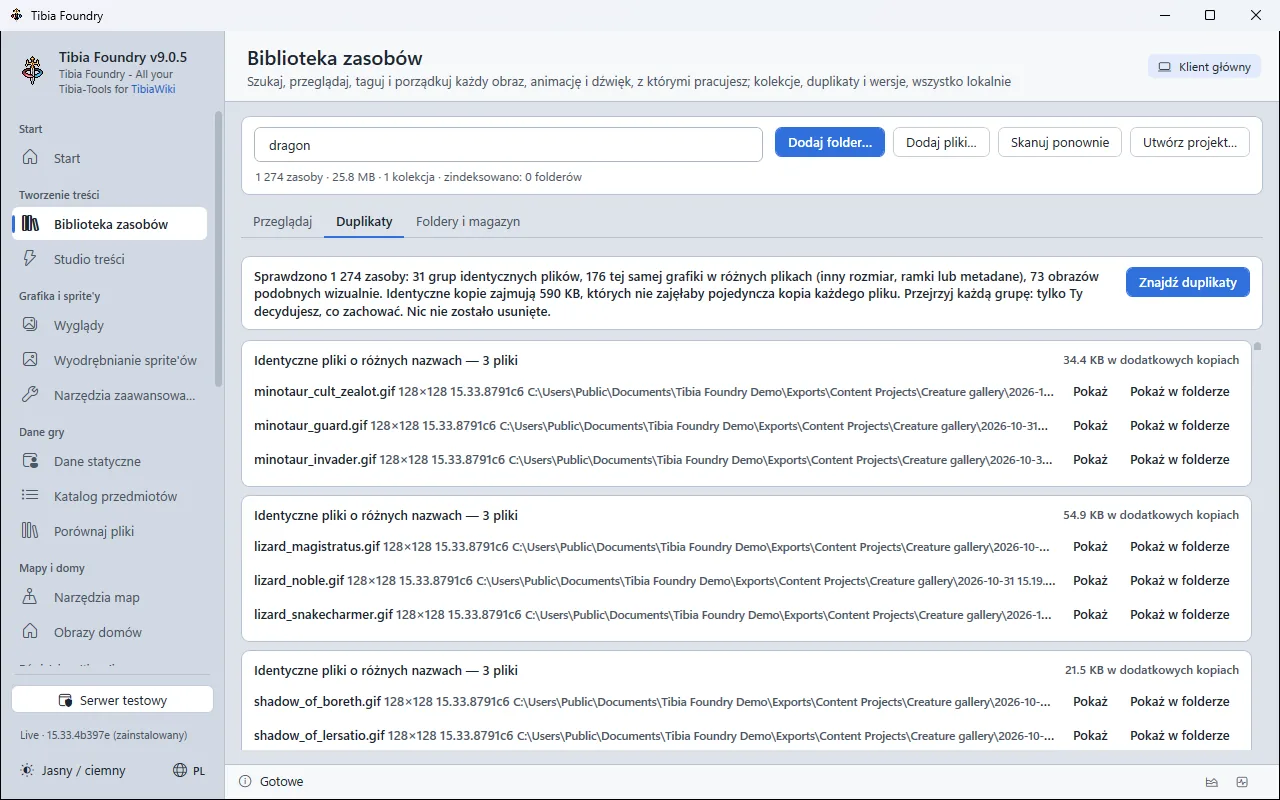 Tibia Foundry
Tibia Foundry v9.0.5
Tibia Foundry - All your
Tibia-Tools for TibiaWiki
Start
Start
Tworzenie treści
Biblioteka zasobów
Studio treści
Grafika i sprite'y
Wyglądy
Wyodrębnianie sprite'ów
Narzędzia zaawansowa...
Dane gry
Dane statyczne
Katalog przedmiotów
Porównaj pliki
Mapy i domy
Narzędzia map
Obrazy domów
Serwer testowy
Live · 15.33.4b397e (zainstalowany)
Jasny / ciemny
PL
Biblioteka zasobów
Szukaj, przeglądaj, taguj i porządkuj każdy obraz, animację i dźwięk, z którymi pracujesz; kolekcje, duplikaty i wersje, wszystko lokalnie
Klient główny
dragon
Dodaj folder...
Dodaj pliki...
Skanuj ponownie
Utwórz projekt...
1 274 zasoby · 25.8 MB · 1 kolekcja · zindeksowano: 0 folderów
Przeglądaj
Duplikaty
Foldery i magazyn
Sprawdzono 1 274 zasoby: 31 grup identycznych plików, 176 tej samej grafiki w różnych plikach (inny rozmiar, ramki lub metadane), 73 obrazów
podobnych wizualnie. Identyczne kopie zajmują 590 KB, których nie zajęłaby pojedyncza kopia każdego pliku. Przejrzyj każdą grupę: tylko Ty
decydujesz, co zachować. Nic nie zostało usunięte.
Znajdź duplikaty
Identyczne pliki o różnych nazwach — 3 pliki
34.4 KB w dodatkowych kopiach
minotaur_cult_zealot.gif 128×128 15.33.8791c6 C:\Users\Public\Documents\Tibia Foundry Demo\Exports\Content Projects\Creature gallery\2026-1...
Pokaż
Pokaż w folderze
minotaur_guard.gif 128×128 15.33.8791c6 C:\Users\Public\Documents\Tibia Foundry Demo\Exports\Content Projects\Creature gallery\2026-10-31...
Pokaż
Pokaż w folderze
minotaur_invader.gif 128×128 15.33.8791c6 C:\Users\Public\Documents\Tibia Foundry Demo\Exports\Content Projects\Creature gallery\2026-10-3...
Pokaż
Pokaż w folderze
Identyczne pliki o różnych nazwach — 3 pliki
54.9 KB w dodatkowych kopiach
lizard_magistratus.gif 128×128 15.33.8791c6 C:\Users\Public\Documents\Tibia Foundry Demo\Exports\Content Projects\Creature gallery\2026-10-...
Pokaż
Pokaż w folderze
lizard_noble.gif 128×128 15.33.8791c6 C:\Users\Public\Documents\Tibia Foundry Demo\Exports\Content Projects\Creature gallery\2026-10-31 15.19....
Pokaż
Pokaż w folderze
lizard_snakecharmer.gif 128×128 15.33.8791c6 C:\Users\Public\Documents\Tibia Foundry Demo\Exports\Content Projects\Creature gallery\2026-1...
Pokaż
Pokaż w folderze
Identyczne pliki o różnych nazwach — 3 pliki
21.5 KB w dodatkowych kopiach
shadow_of_boreth.gif 128×128 15.33.8791c6 C:\Users\Public\Documents\Tibia Foundry Demo\Exports\Content Projects\Creature gallery\2026-10-...
Pokaż
Pokaż w folderze
shadow_of_lersatio.gif 128×128 15.33.8791c6 C:\Users\Public\Documents\Tibia Foundry Demo\Exports\Content Projects\Creature gallery\2026-10-...
Pokaż
Pokaż w folderze
Gotowe